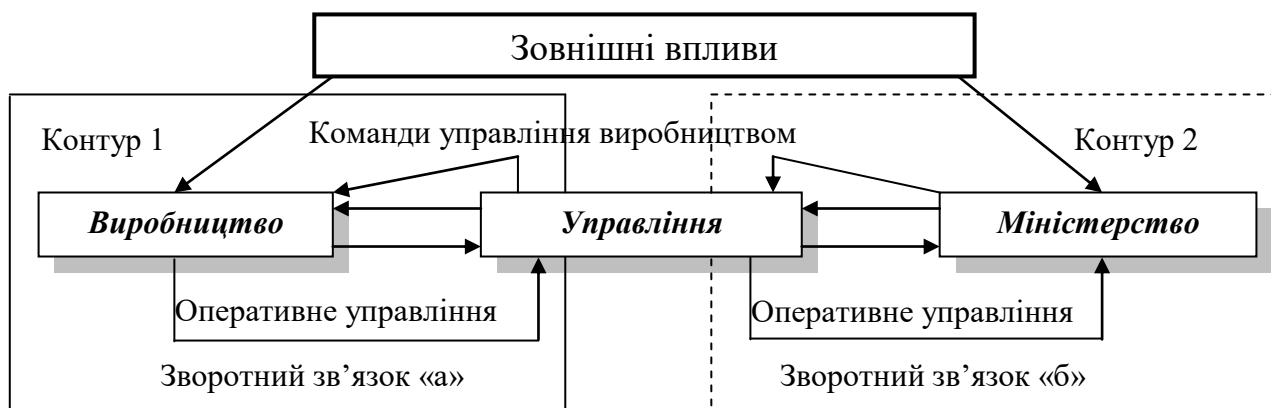 Зовнішні впливи
Контур 1
Команди управління виробництвом
Контур 2
Виробництво
Управління
Міністерство
Оперативне управління
Оперативне управління
Зворотний зв’язок «а»
Зворотний зв’язок «б»